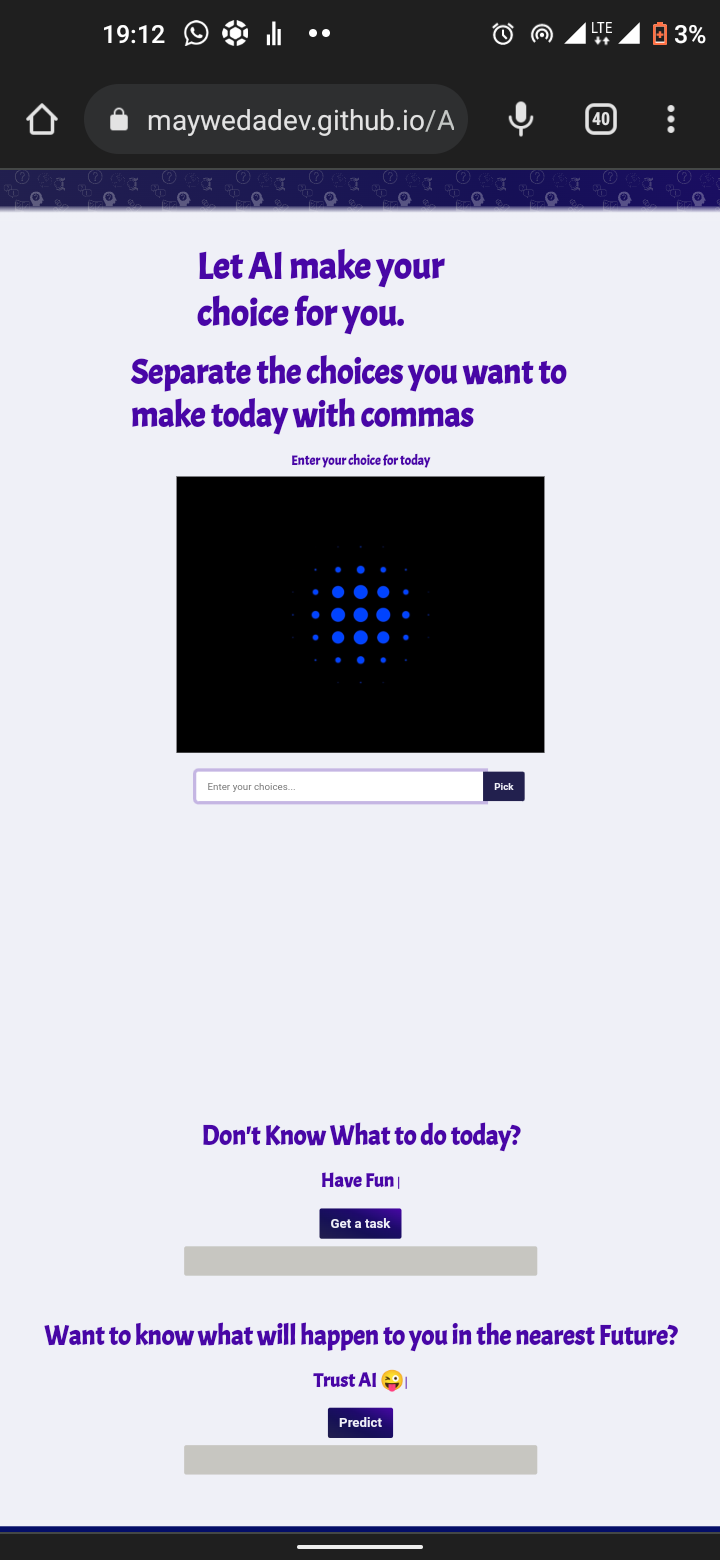 19:12 LTE 3%
maywedadev.github.io/A 40
Let AI make your
choice for you.
Separate the choices you want to
make today with commas
Enter your choice for today
Enter your choices... Pick
Don't Know What to do today?
Have Fun |
Get a task
Want to know what will happen to you in the nearest Future?
Trust AI 😜|
Predict